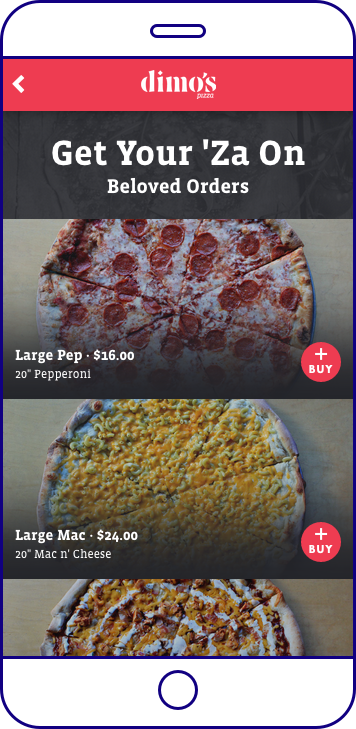 dimo's
pizza
Get Your 'Za On
Beloved Orders
Large Pep · $16.00
20" Pepperoni
+
BUY
Large Mac · $24.00
20" Mac n' Cheese
+
BUY